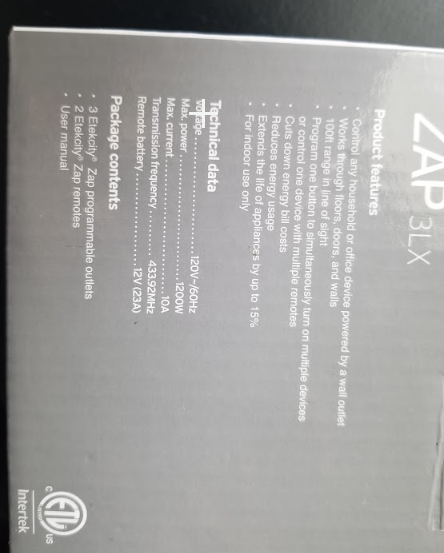 ZAP 3LX
Product features
• Control any household or office device powered by a wall outlet
• Works through floors, doors, and walls
• 100ft range in line of sight
• Program one button to simultaneously turn on multiple devices
or control one device with multiple remotes
• Cuts down energy bill costs
• Reduces energy usage
• Extends the life of appliances by up to 15%
• For indoor use only
Technical data
Voltage....................120V~/60Hz
Max. power....................1200W
Max. current....................10A
Transmission frequency........433.92MHz
Remote battery....................12V (23A)
Package contents
• 3 Etekcity® Zap programmable outlets
• 2 Etekcity® Zap remotes
• User manual
C ETL US
Intertek